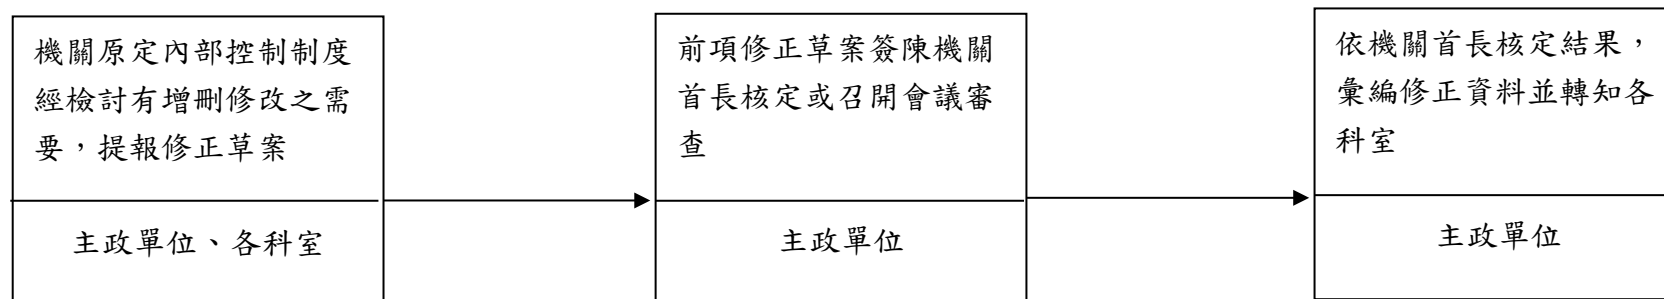 機關原定內部控制制度
經檢討有增刪修改之需
要，提報修正草案
主政單位、各科室
前項修正草案簽陳機關
首長核定或召開會議審
查
主政單位
依機關首長核定結果，
彙編修正資料並轉知各
科室
主政單位